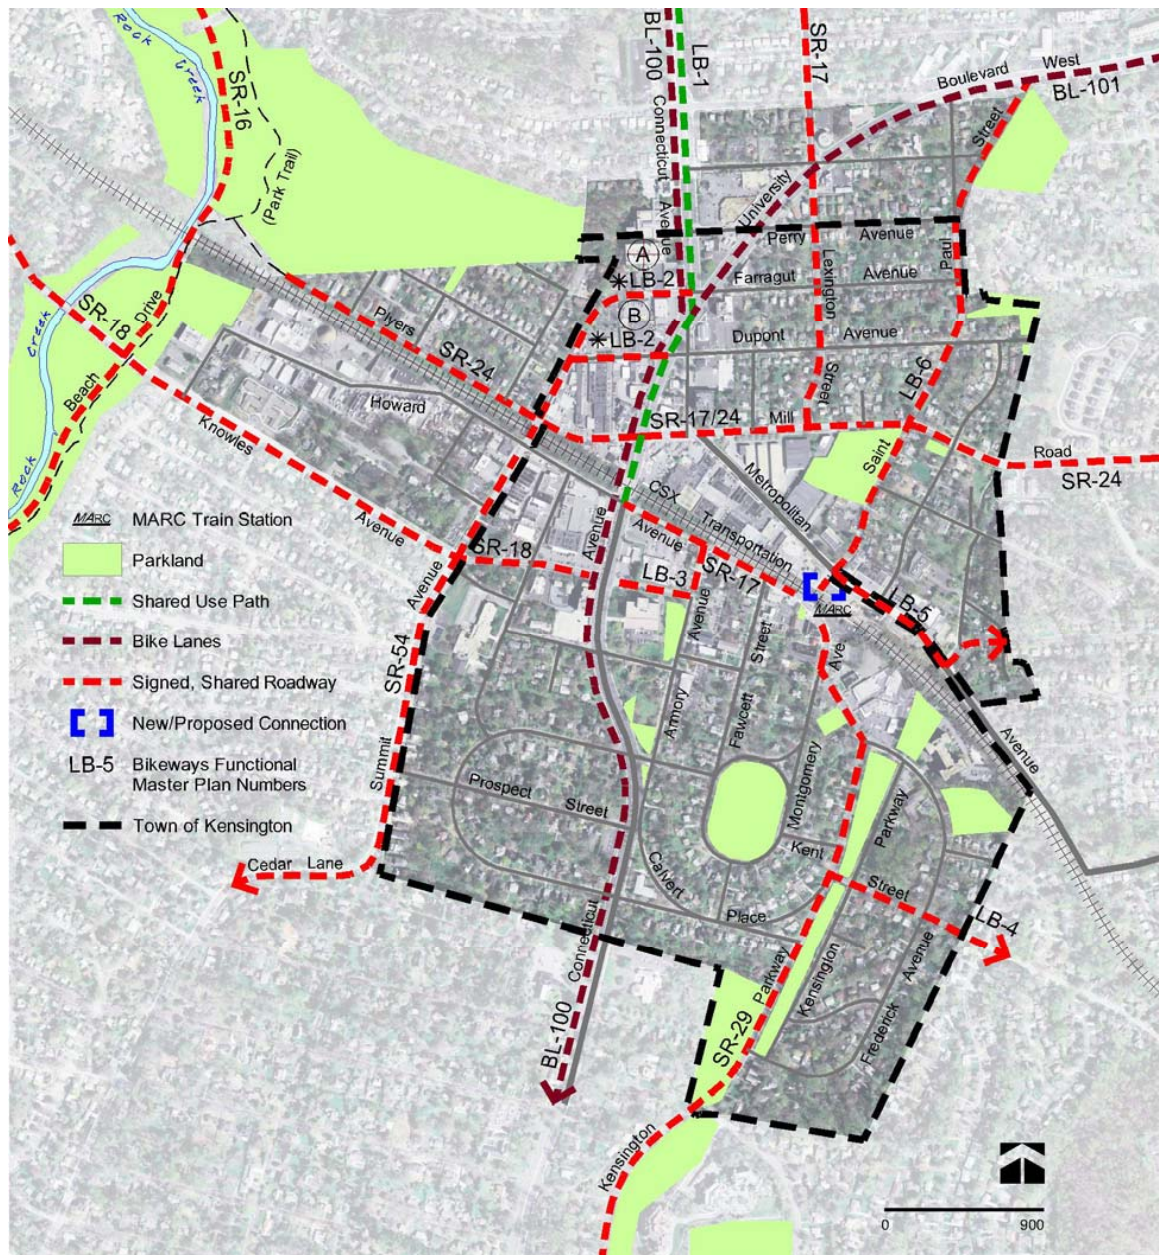 Rock
Creek
SR-16
(Park Trail)
BL-100
LB-1
Connecticut
Avenue
SR-17
Boulevard West
BL-101
University
Street
Perry Avenue
Paul
A
LB-2
Farragut Avenue
Lexington
Street
B
LB-2
Dupont Avenue
SR-18
Drive
Creek
Beach
Rock
Plyers
SR-24
Howard
Knowles
Avenue
SR-17/24
Mill
LB-6
Saint
Road
SR-24
Metropolitan
CSX Transportation
Avenue
Avenue
SR-17
SR-18
LB-3
Avenue
MARC
LB-5
Avenue
SR-54
Summit
Avenue
Armory
Street
Fawcett
Ave
Montgomery
Prospect Street
Kent
Street
Parkway
Calvert
Place
Cedar Lane
LB-4
Connecticut
BL-100
Parkway
Kensington
Avenue
Frederick
SR-29
Kensington
MARC MARC Train Station
Parkland
Shared Use Path
Bike Lanes
Signed, Shared Roadway
New/Proposed Connection
LB-5 Bikeways Functional
Master Plan Numbers
Town of Kensington
0 900